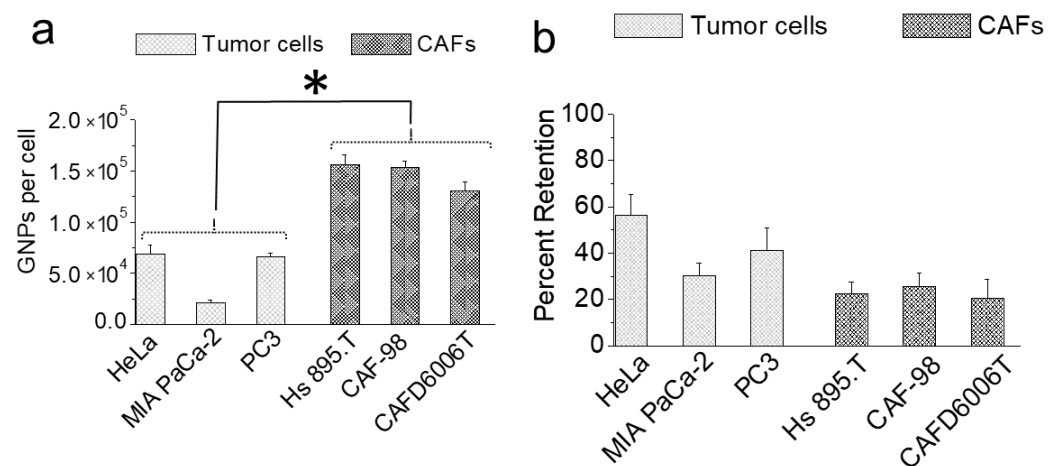 a
Tumor cells
CAFs
*
GNPs per cell
2.0 × 10⁵
1.5 × 10⁵
1.0 × 10⁵
5.0 × 10⁴
0.0
HeLa
MIA PaCa-2
PC3
Hs 895.T
CAF-98
CAFD6006T
b
Tumor cells
CAFs
Percent Retention
100
80
60
40
20
0
HeLa
MIA PaCa-2
PC3
Hs 895.T
CAF-98
CAFD6006T